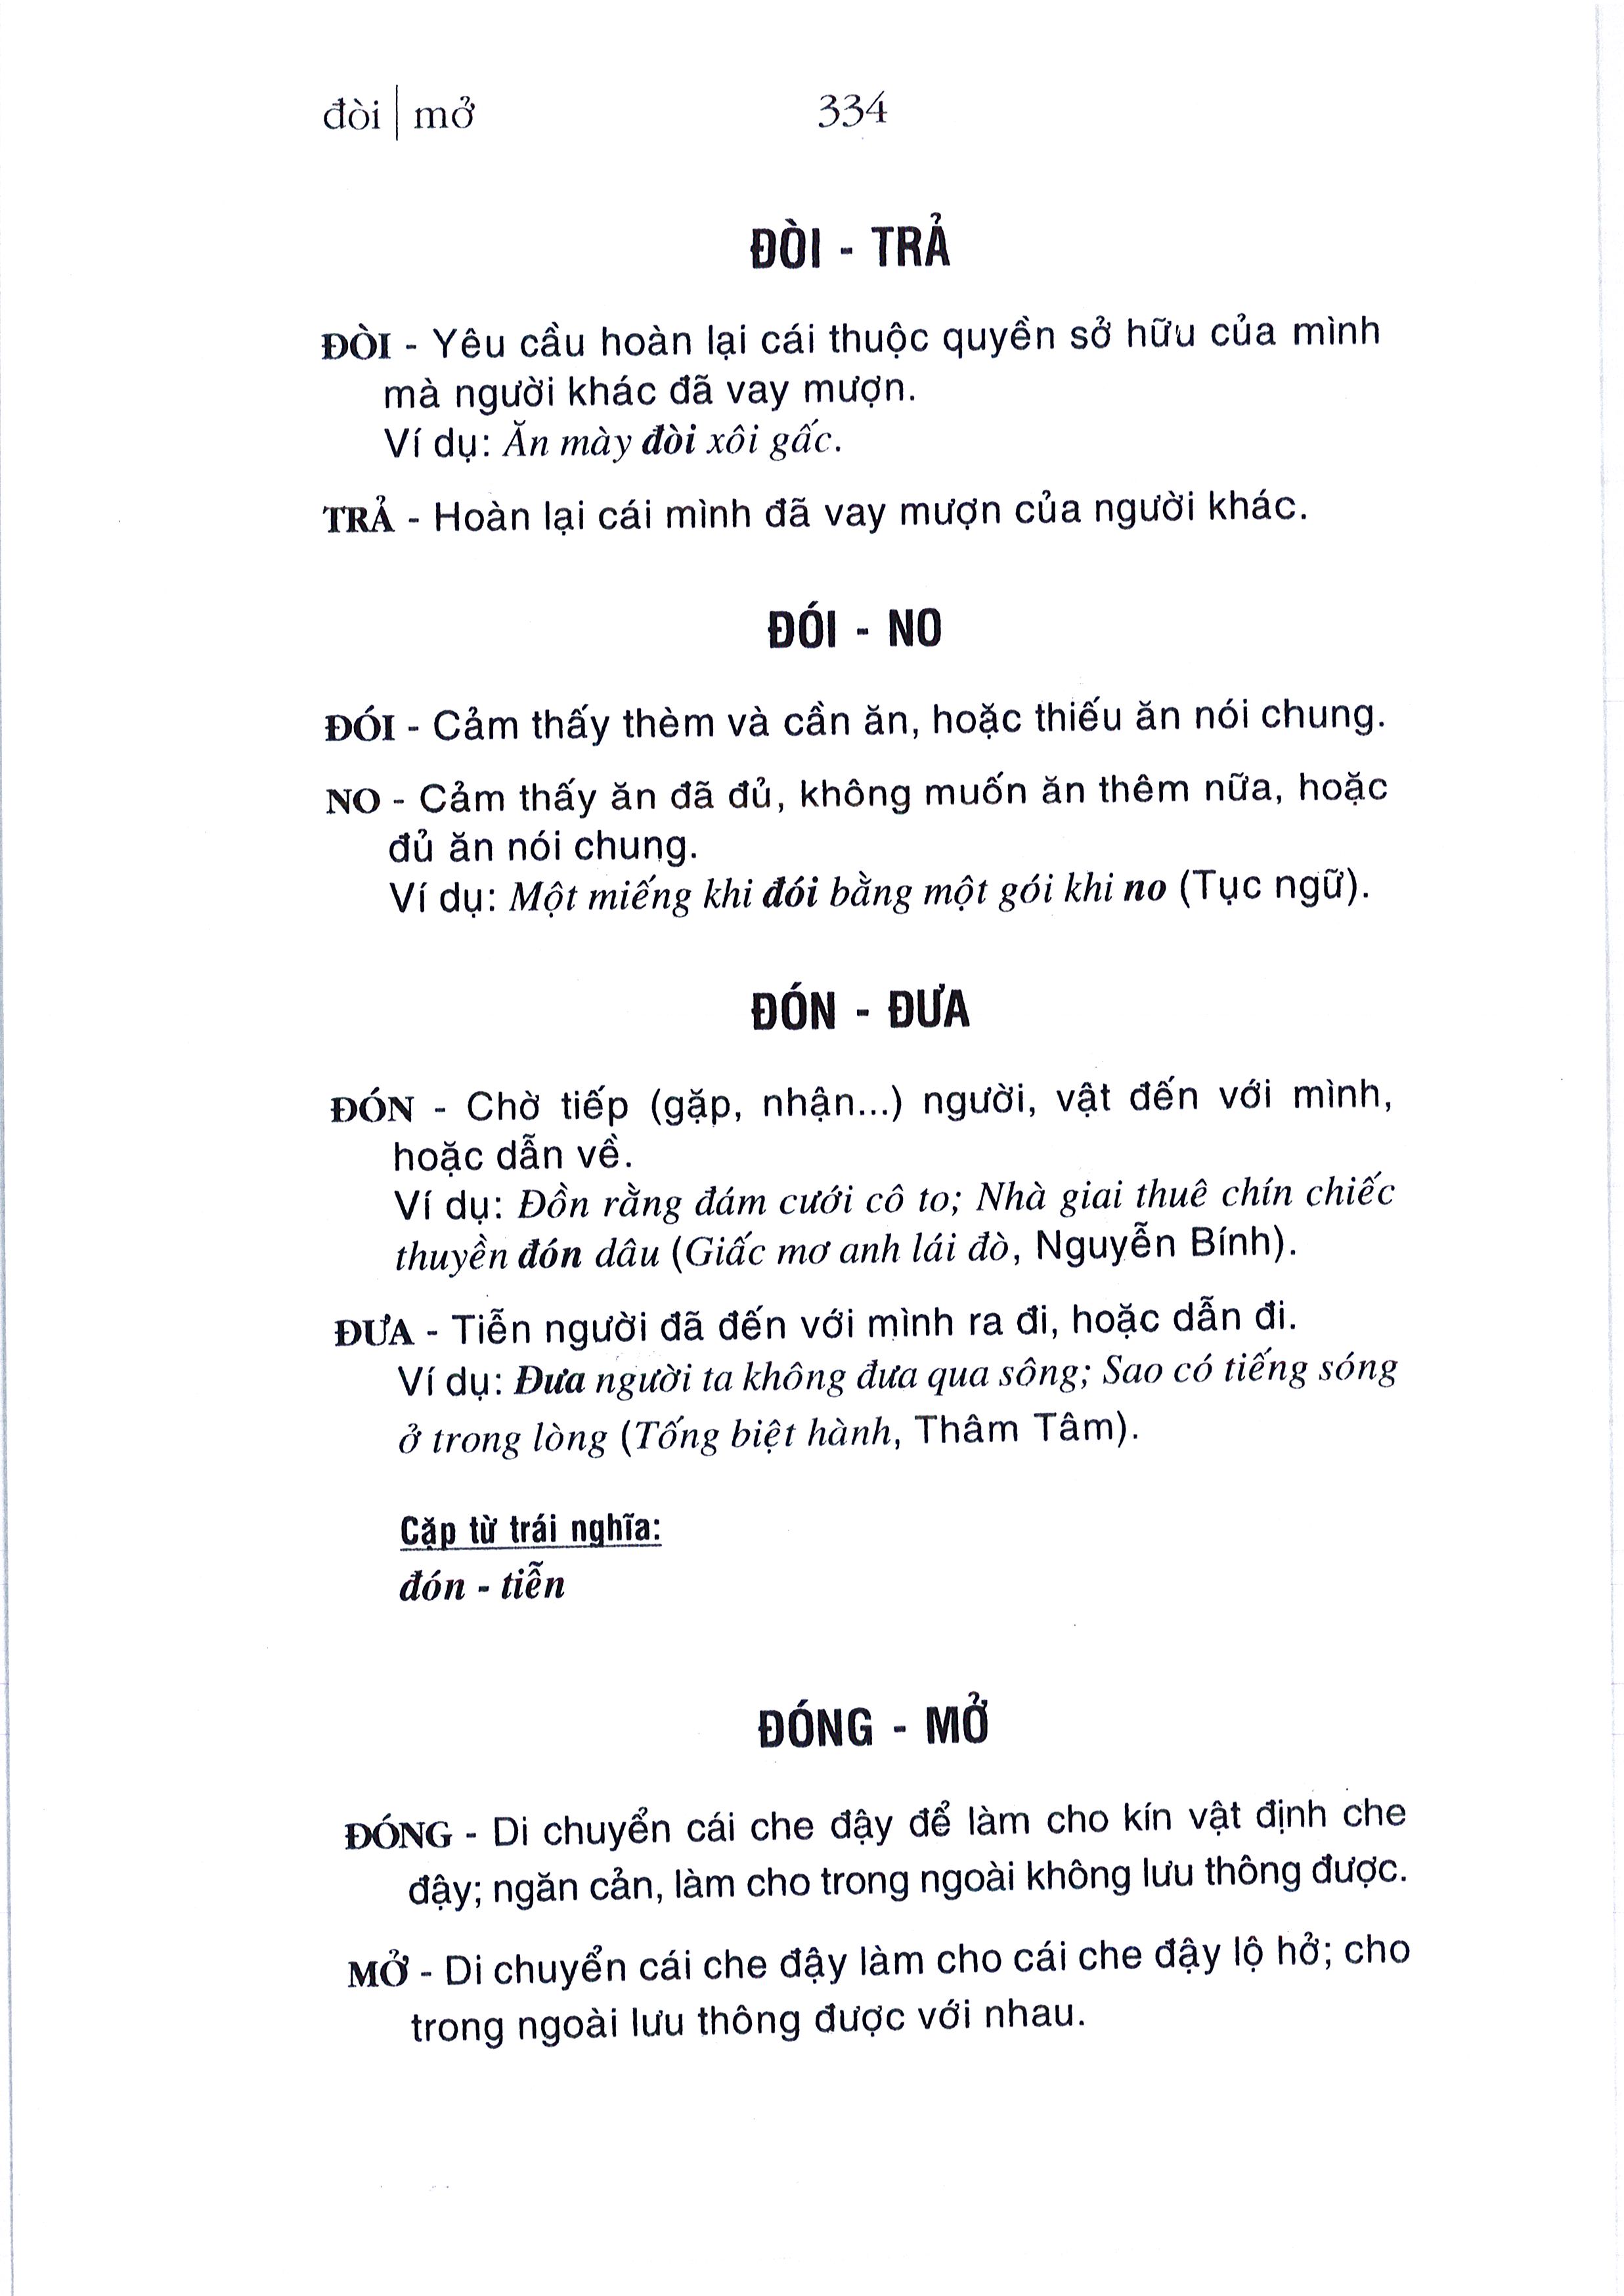 đòi | mở 334
ĐÒI - TRẢ
ĐÒI - Yêu cầu hoàn lại cái thuộc quyền sở hữu của mình
mà người khác đã vay mượn.
Ví dụ: Ăn mày đòi xôi gấc.
TRẢ - Hoàn lại cái mình đã vay mượn của người khác.
ĐÓI - NO
ĐÓI - Cảm thấy thèm và cần ăn, hoặc thiếu ăn nói chung.
NO - Cảm thấy ăn đã đủ, không muốn ăn thêm nữa, hoặc
đủ ăn nói chung.
Ví dụ: Một miếng khi đói bằng một gói khi no (Tục ngữ).
ĐÓN - ĐƯA
ĐÓN - Chờ tiếp (gặp, nhận...) người, vật đến với mình,
hoặc dẫn về.
Ví dụ: Đồn rằng đám cưới cô to; Nhà giai thuê chín chiếc
thuyền đón dâu (Giấc mơ anh lái đò, Nguyễn Bính).
ĐƯA - Tiễn người đã đến với mình ra đi, hoặc dẫn đi.
Ví dụ: Đưa người ta không đưa qua sông; Sao có tiếng sóng
ở trong lòng (Tống biệt hành, Thâm Tâm).
Cặp từ trái nghĩa:
đón - tiễn
ĐÓNG - MỞ
ĐÓNG - Di chuyển cái che đậy để làm cho kín vật định che
đậy; ngăn cản, làm cho trong ngoài không lưu thông được.
MỞ - Di chuyển cái che đậy làm cho cái che đậy lộ hở; cho
trong ngoài lưu thông được với nhau.